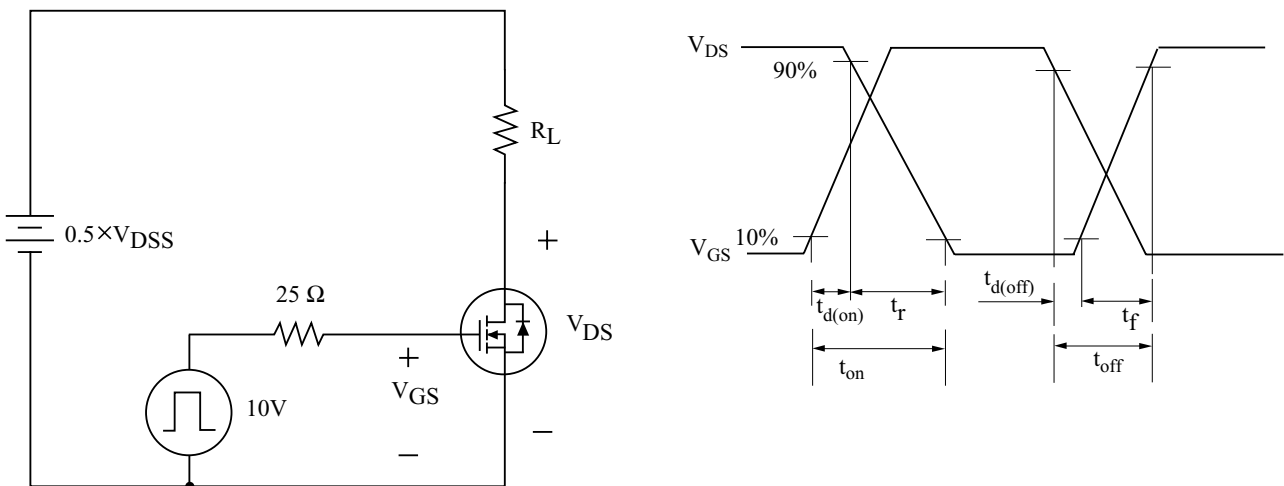 R_L
0.5×V_DSS
+
25 Ω
V_DS
+
V_GS
10V
−
−
V_DS
90%
V_GS
10%
t_d(on)
t_r
t_d(off)
t_f
t_on
t_off